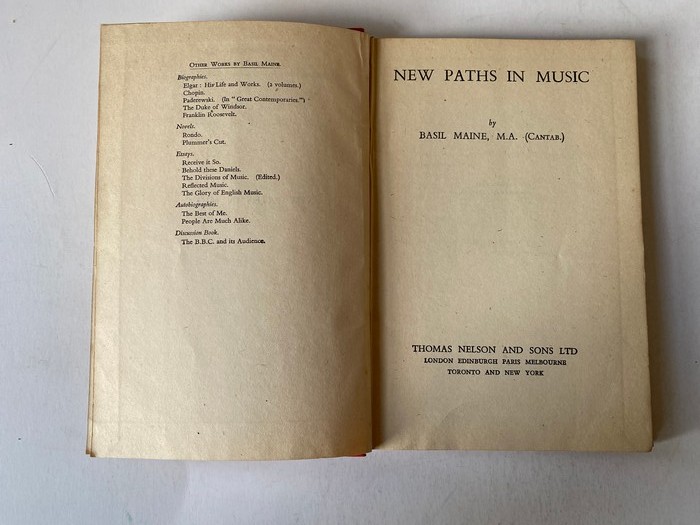 OTHER WORKS BY BASIL MAINE
Biographies.
Elgar: His Life and Works. (2 volumes.)
Chopin.
Paderewski. (In "Great Contemporaries.")
The Duke of Windsor.
Franklin Roosevelt.
Novels.
Rondo.
Plummer's Cut.
Essays.
Receive it So.
Behold these Daniels.
The Divisions of Music. (Edited.)
Reflected Music.
The Glory of English Music.
Autobiographies.
The Best of Me.
People Are Much Alike.
Discussion Book.
The B.B.C. and its Audience.
NEW PATHS IN MUSIC
by
BASIL MAINE, M.A. (CANTAB.)
THOMAS NELSON AND SONS LTD
LONDON EDINBURGH PARIS MELBOURNE
TORONTO AND NEW YORK